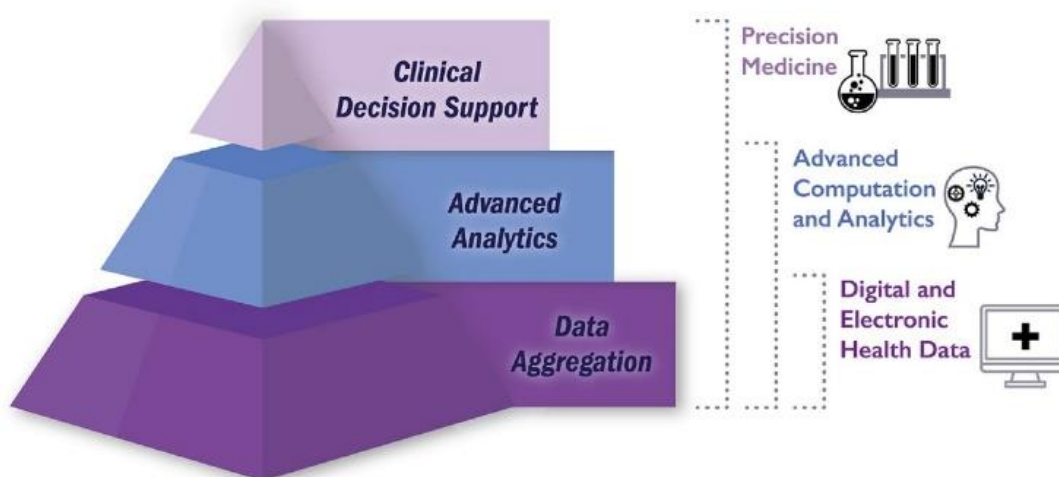 Clinical
Decision Support
Advanced
Analytics
Data
Aggregation
Precision
Medicine
Advanced
Computation
and Analytics
Digital and
Electronic
Health Data